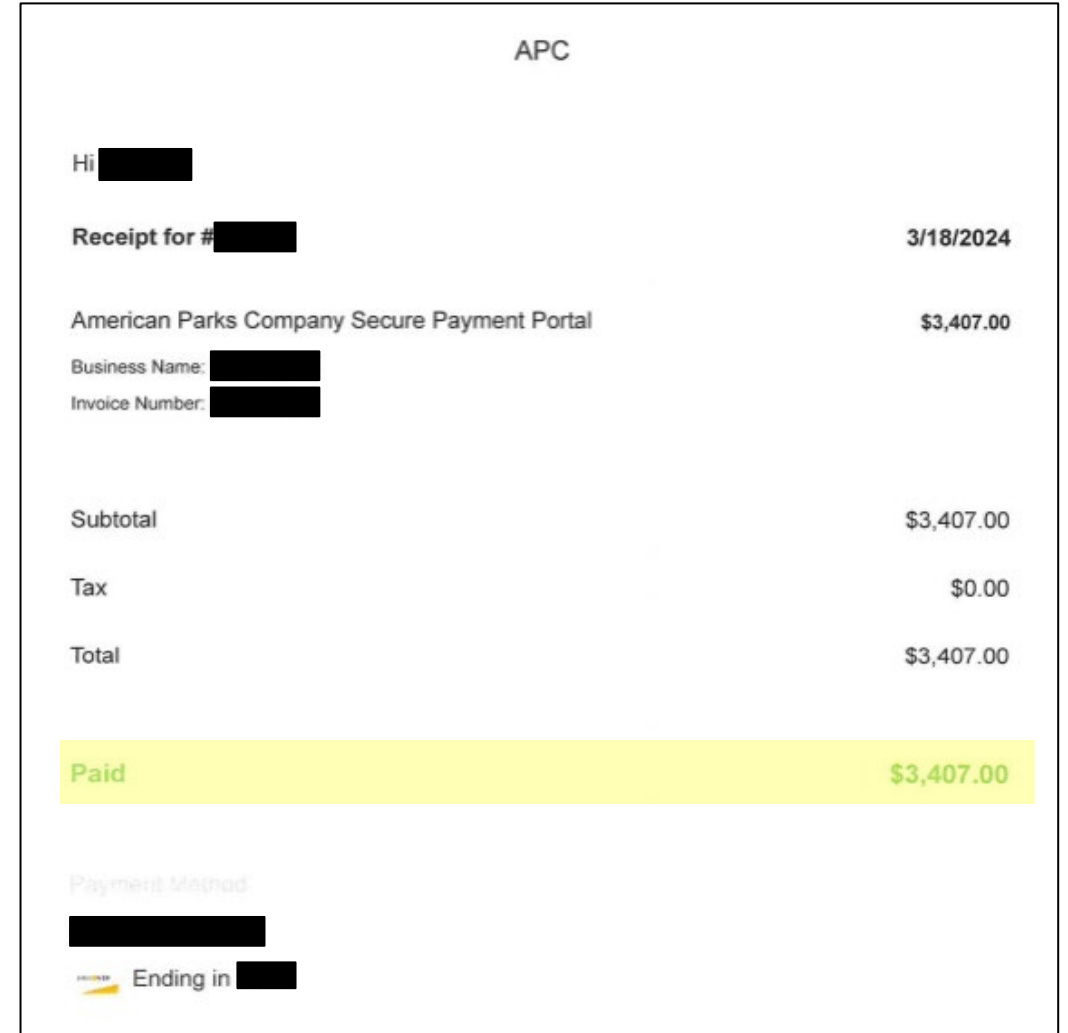 APC
Hi
Receipt for # 3/18/2024
American Parks Company Secure Payment Portal $3,407.00
Business Name:
Invoice Number:
Subtotal $3,407.00
Tax $0.00
Total $3,407.00
Paid $3,407.00
Payment Method
Ending in